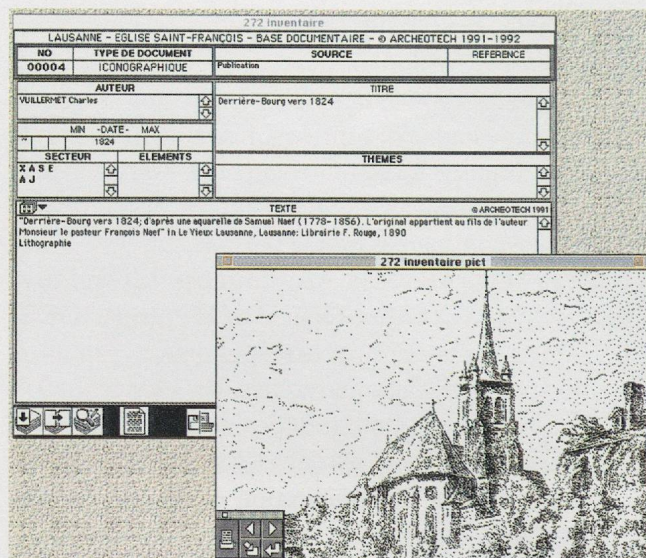 272 inventaire
LAUSANNE - EGLISE SAINT-FRANÇOIS - BASE DOCUMENTAIRE - © ARCHEOTECH 1991-1992
NO TYPE DE DOCUMENT SOURCE REFERENCE
00004 ICONOGRAPHIQUE Publication
AUTEUR TITRE
VUILLERMET Charles Derrière-Bourg vers 1824
MIN -DATE- MAX
~ 1824
SECTEUR ELEMENTS THEMES
X A S E
A J
TEXTE © ARCHEOTECH 1991
"Derrière-Bourg vers 1824; d'après une aquarelle de Samual Naef (1778-1856). L'original appartient au fils de l'auteur
Monsieur le pasteur François Naef" in Le Vieux Lausanne, Lausanne: Librairie F. Rouge, 1890
Lithographie
272 inventaire pict